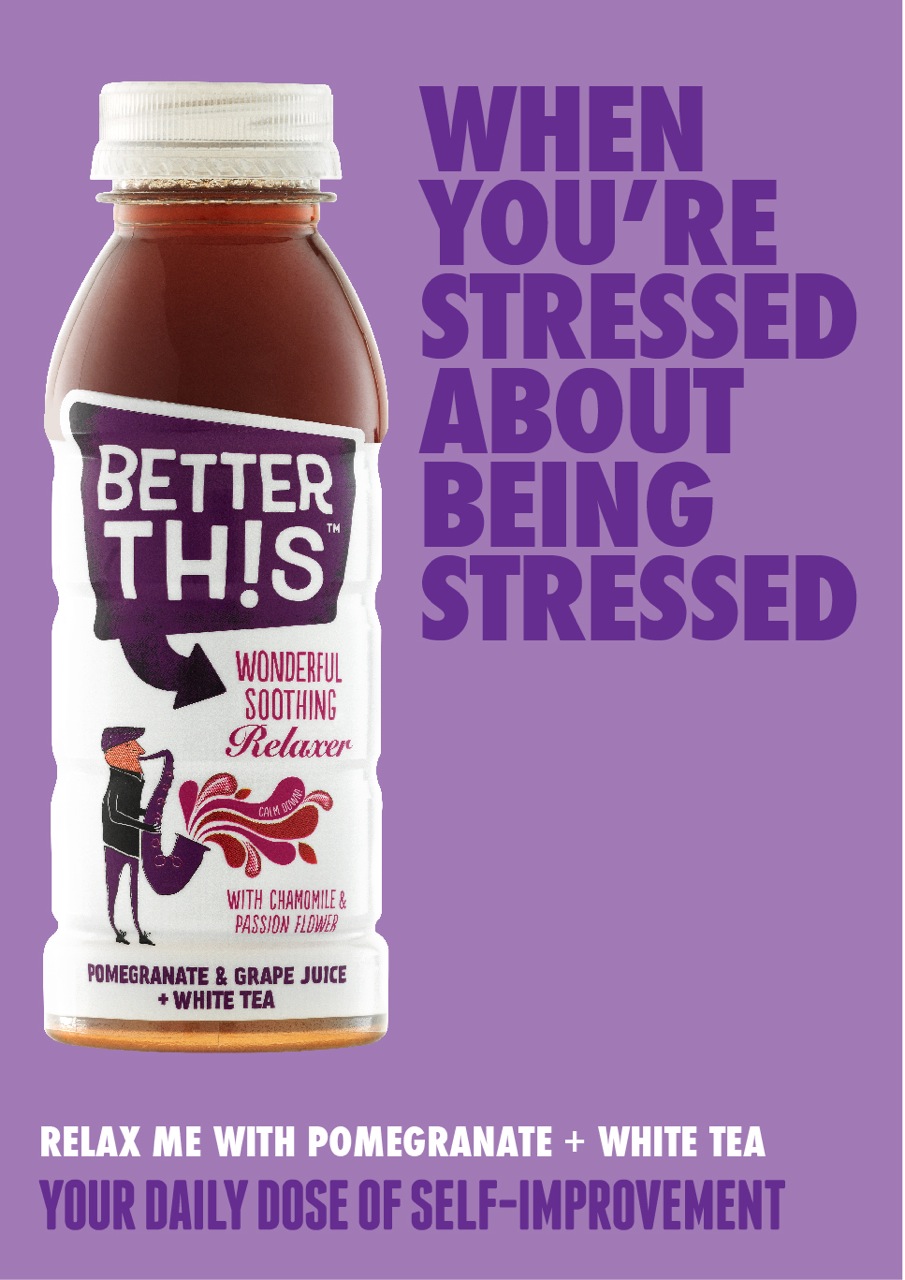 WHEN
YOU'RE
STRESSED
ABOUT
BEING
STRESSED
BETTER
TH!S™
WONDERFUL
SOOTHING
Relaxer
CALM DOWN!
WITH CHAMOMILE &
PASSION FLOWER
POMEGRANATE & GRAPE JUICE
+ WHITE TEA
RELAX ME WITH POMEGRANATE + WHITE TEA
YOUR DAILY DOSE OF SELF-IMPROVEMENT